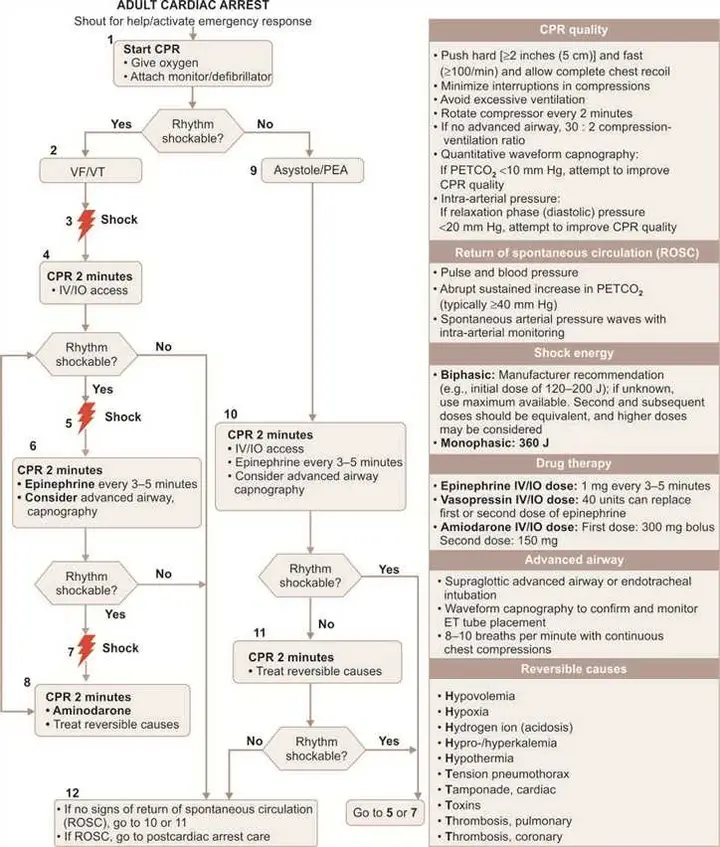 ADULT CARDIAC ARREST
Shout for help/activate emergency response
1
Start CPR
• Give oxygen
• Attach monitor/defibrillator
Yes
Rhythm
shockable?
No
2
VF/VT
9
Asystole/PEA
3
Shock
4
CPR 2 minutes
• IV/IO access
Rhythm
shockable?
No
Yes
5
Shock
6
CPR 2 minutes
• Epinephrine every 3–5 minutes
• Consider advanced airway,
capnography
10
CPR 2 minutes
• IV/IO access
• Epinephrine every 3–5 minutes
• Consider advanced airway
capnography
Rhythm
shockable?
No
Yes
7
Shock
8
CPR 2 minutes
• Aminodarone
• Treat reversible causes
Rhythm
shockable?
Yes
No
11
CPR 2 minutes
• Treat reversible causes
No
Rhythm
shockable?
Yes
12
• If no signs of return of spontaneous circulation
(ROSC), go to 10 or 11
• If ROSC, go to postcardiac arrest care
Go to 5 or 7
CPR quality
• Push hard [≥2 inches (5 cm)] and fast
(≥100/min) and allow complete chest recoil
• Minimize interruptions in compressions
• Avoid excessive ventilation
• Rotate compressor every 2 minutes
• If no advanced airway, 30 : 2 compression-
ventilation ratio
• Quantitative waveform capnography:
If PETCO2 <10 mm Hg, attempt to improve
CPR quality
• Intra-arterial pressure:
If relaxation phase (diastolic) pressure
<20 mm Hg, attempt to improve CPR quality
Return of spontaneous circulation (ROSC)
• Pulse and blood pressure
• Abrupt sustained increase in PETCO2
(typically ≥40 mm Hg)
• Spontaneous arterial pressure waves with
intra-arterial monitoring
Shock energy
• Biphasic: Manufacturer recommendation
(e.g., initial dose of 120–200 J); if unknown,
use maximum available. Second and subsequent
doses should be equivalent, and higher doses
may be considered
• Monophasic: 360 J
Drug therapy
• Epinephrine IV/IO dose: 1 mg every 3–5 minutes
• Vasopressin IV/IO dose: 40 units can replace
first or second dose of epinephrine
• Amiodarone IV/IO dose: First dose: 300 mg bolus
Second dose: 150 mg
Advanced airway
• Supraglottic advanced airway or endotracheal
intubation
• Waveform capnography to confirm and monitor
ET tube placement
• 8–10 breaths per minute with continuous
chest compressions
Reversible causes
• Hypovolemia
• Hypoxia
• Hydrogen ion (acidosis)
• Hypro-/hyperkalemia
• Hypothermia
• Tension pneumothorax
• Tamponade, cardiac
• Toxins
• Thrombosis, pulmonary
• Thrombosis, coronary